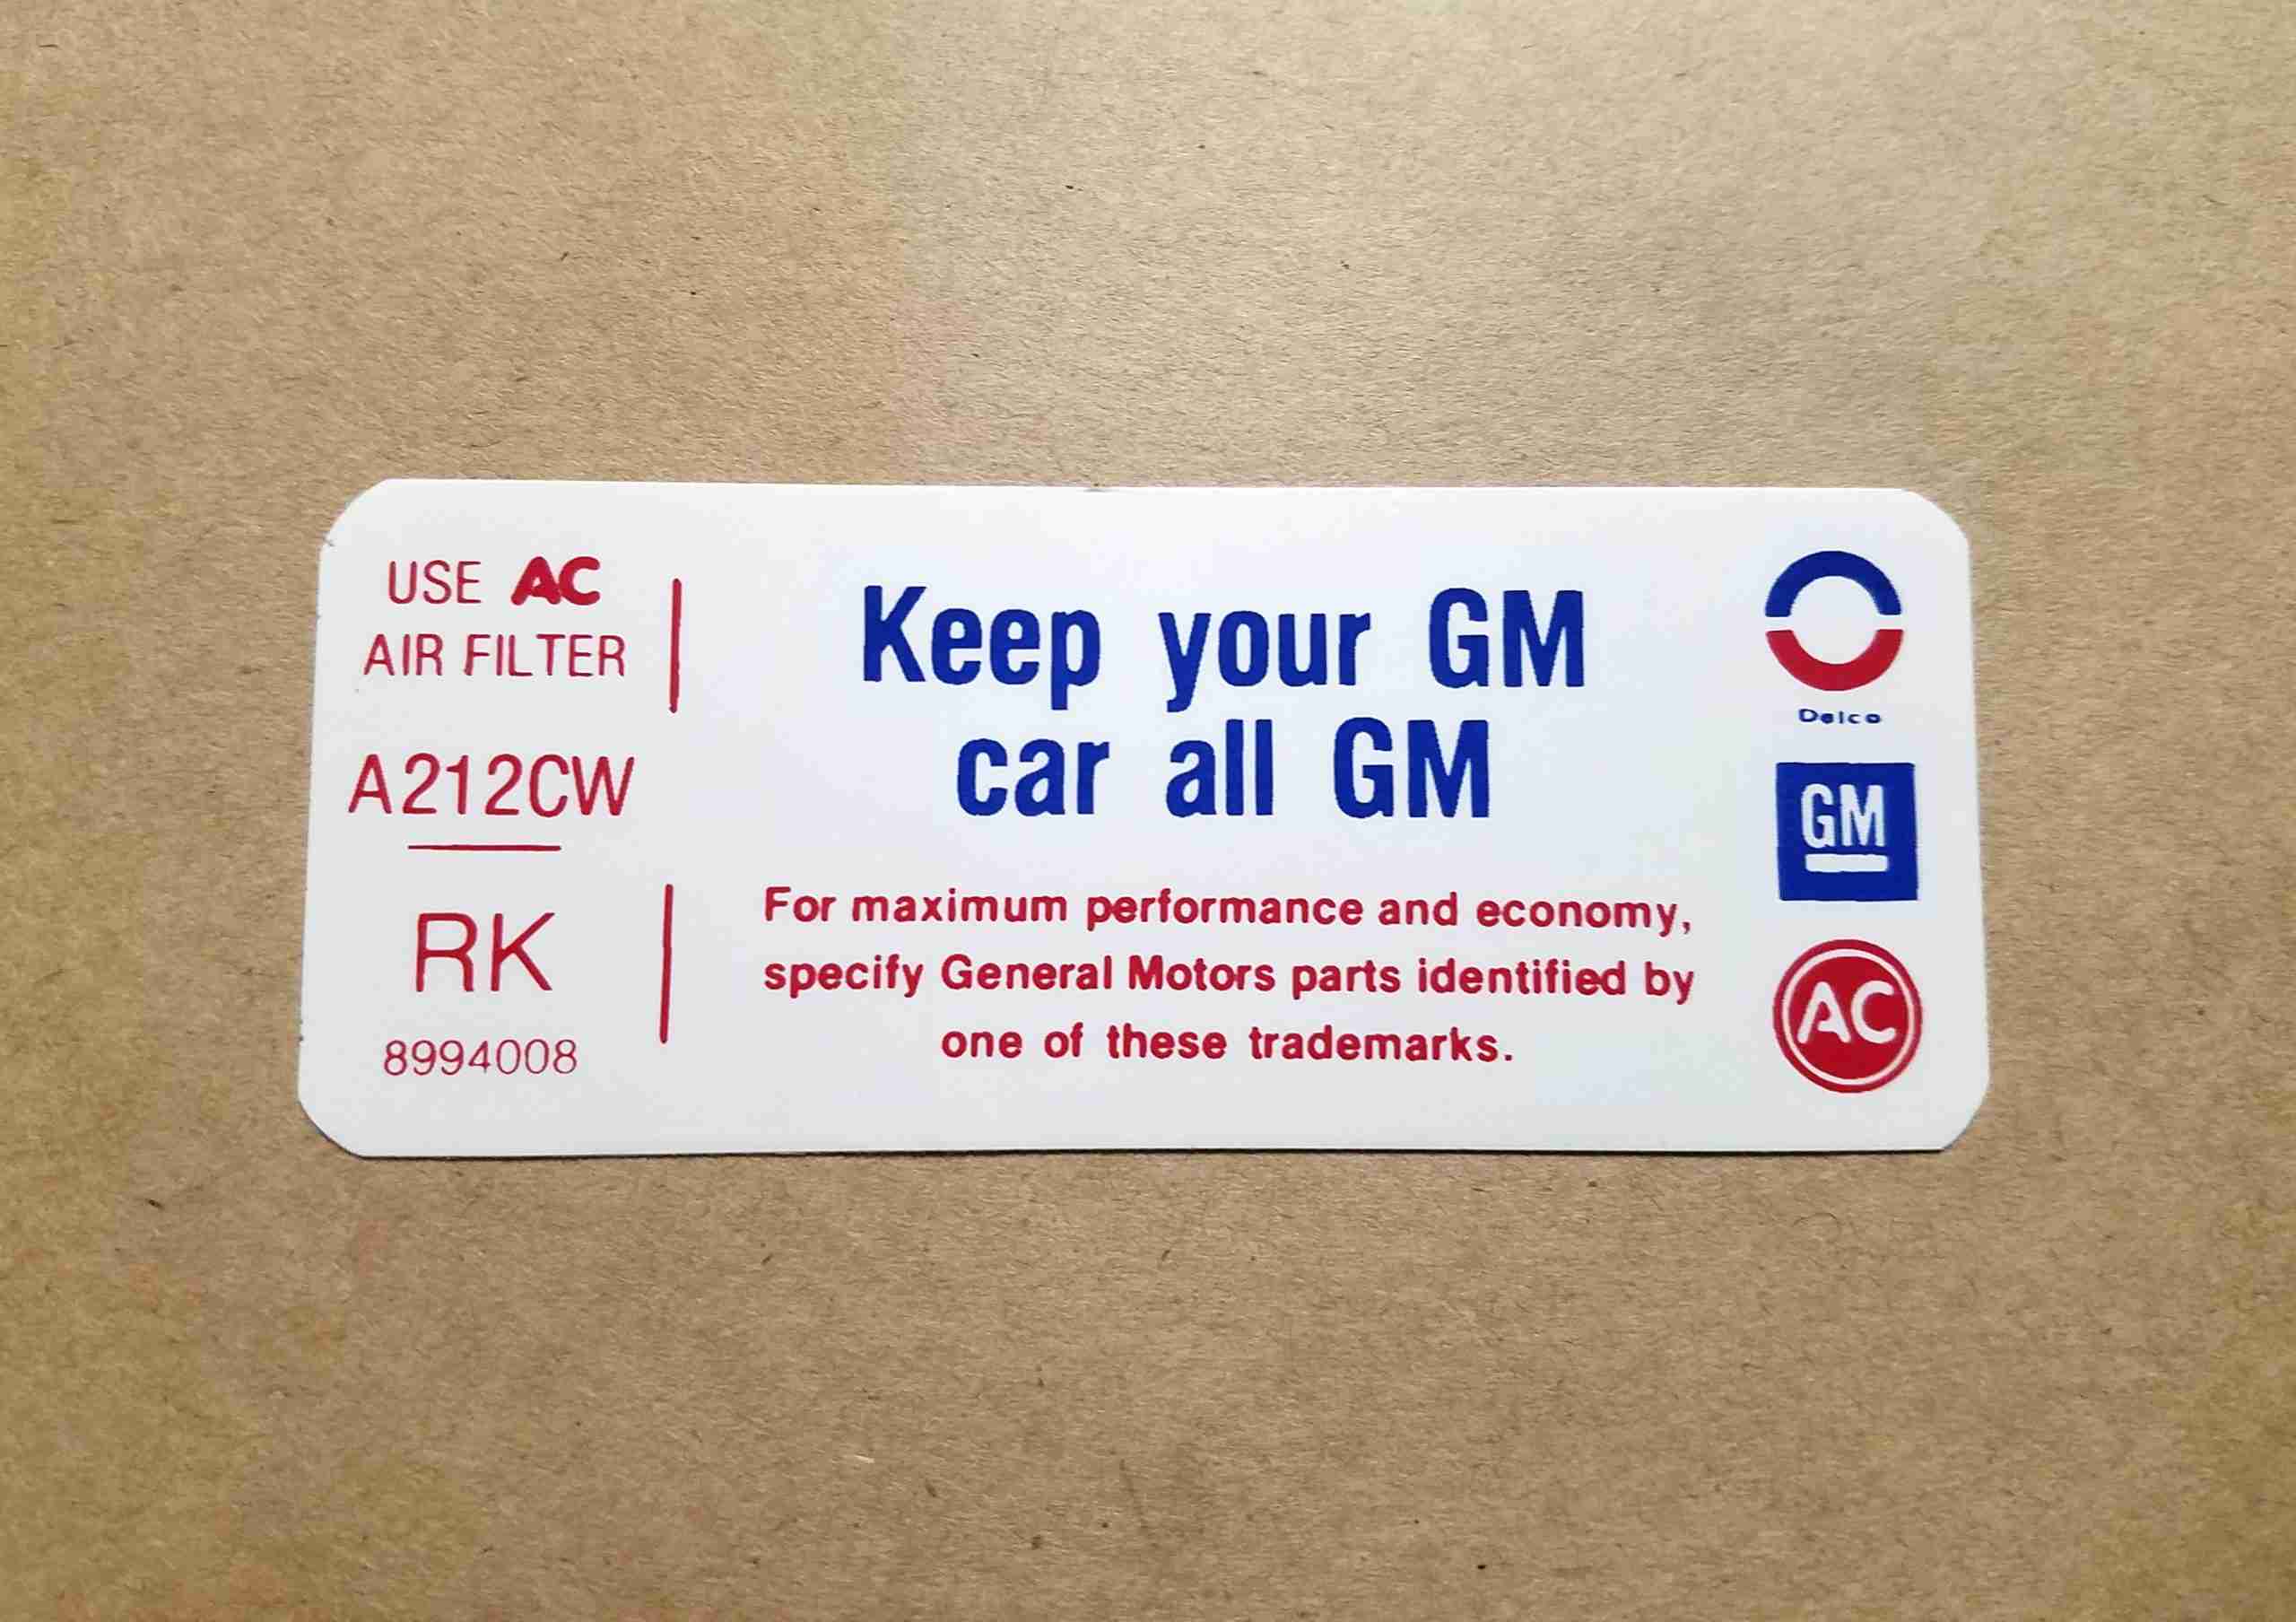 USE AC
AIR FILTER
A212CW
RK
8994008
Keep your GM
car all GM
For maximum performance and economy,
specify General Motors parts identified by
one of these trademarks.
Delco
GM
AC